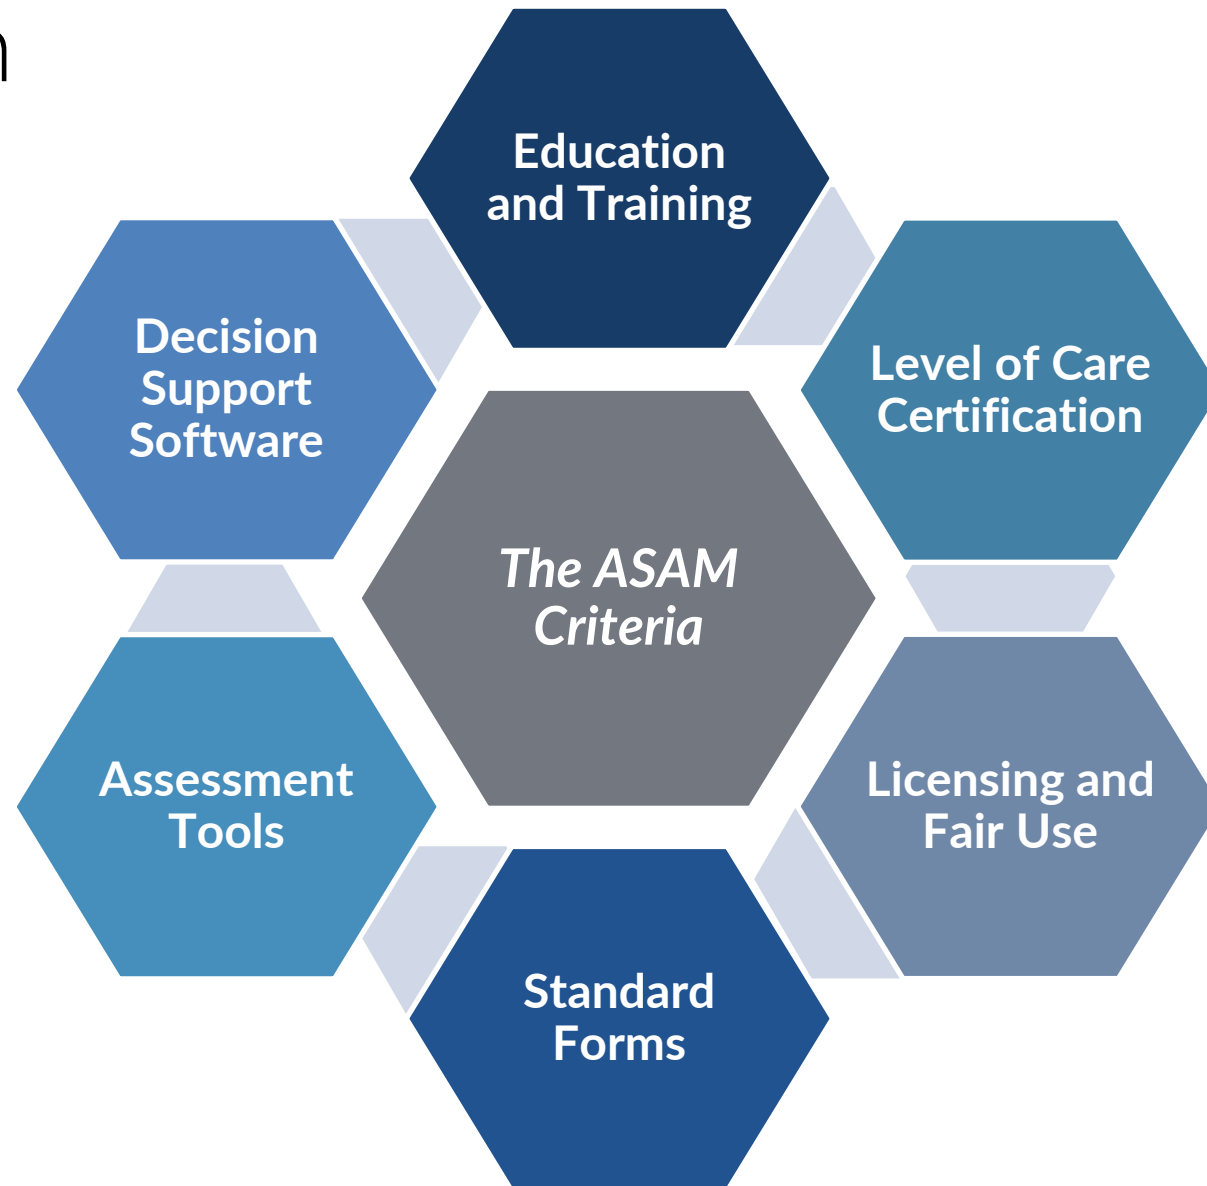 Education
and Training
Decision
Support
Software
Level of Care
Certification
The ASAM
Criteria
Assessment
Tools
Licensing and
Fair Use
Standard
Forms